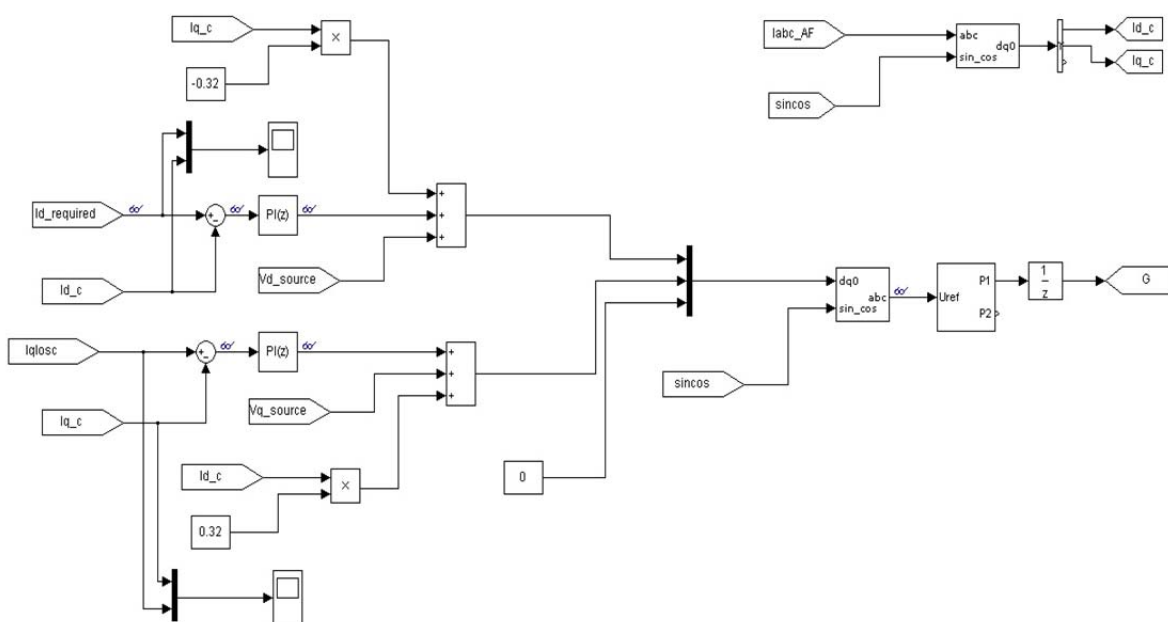 Iq_c
×
-0.32
Iabc_AF
abc
sin_cos
dq0
Id_c
Iq_c
sincos
Id_required
+
-
PI(z)
+
+
+
Vd_source
Id_c
Iqlosc
+
-
PI(z)
+
+
+
Vq_source
Iq_c
Id_c
×
0.32
0
dq0
sin_cos
abc
sincos
Uref
P1
P2
1
z
G